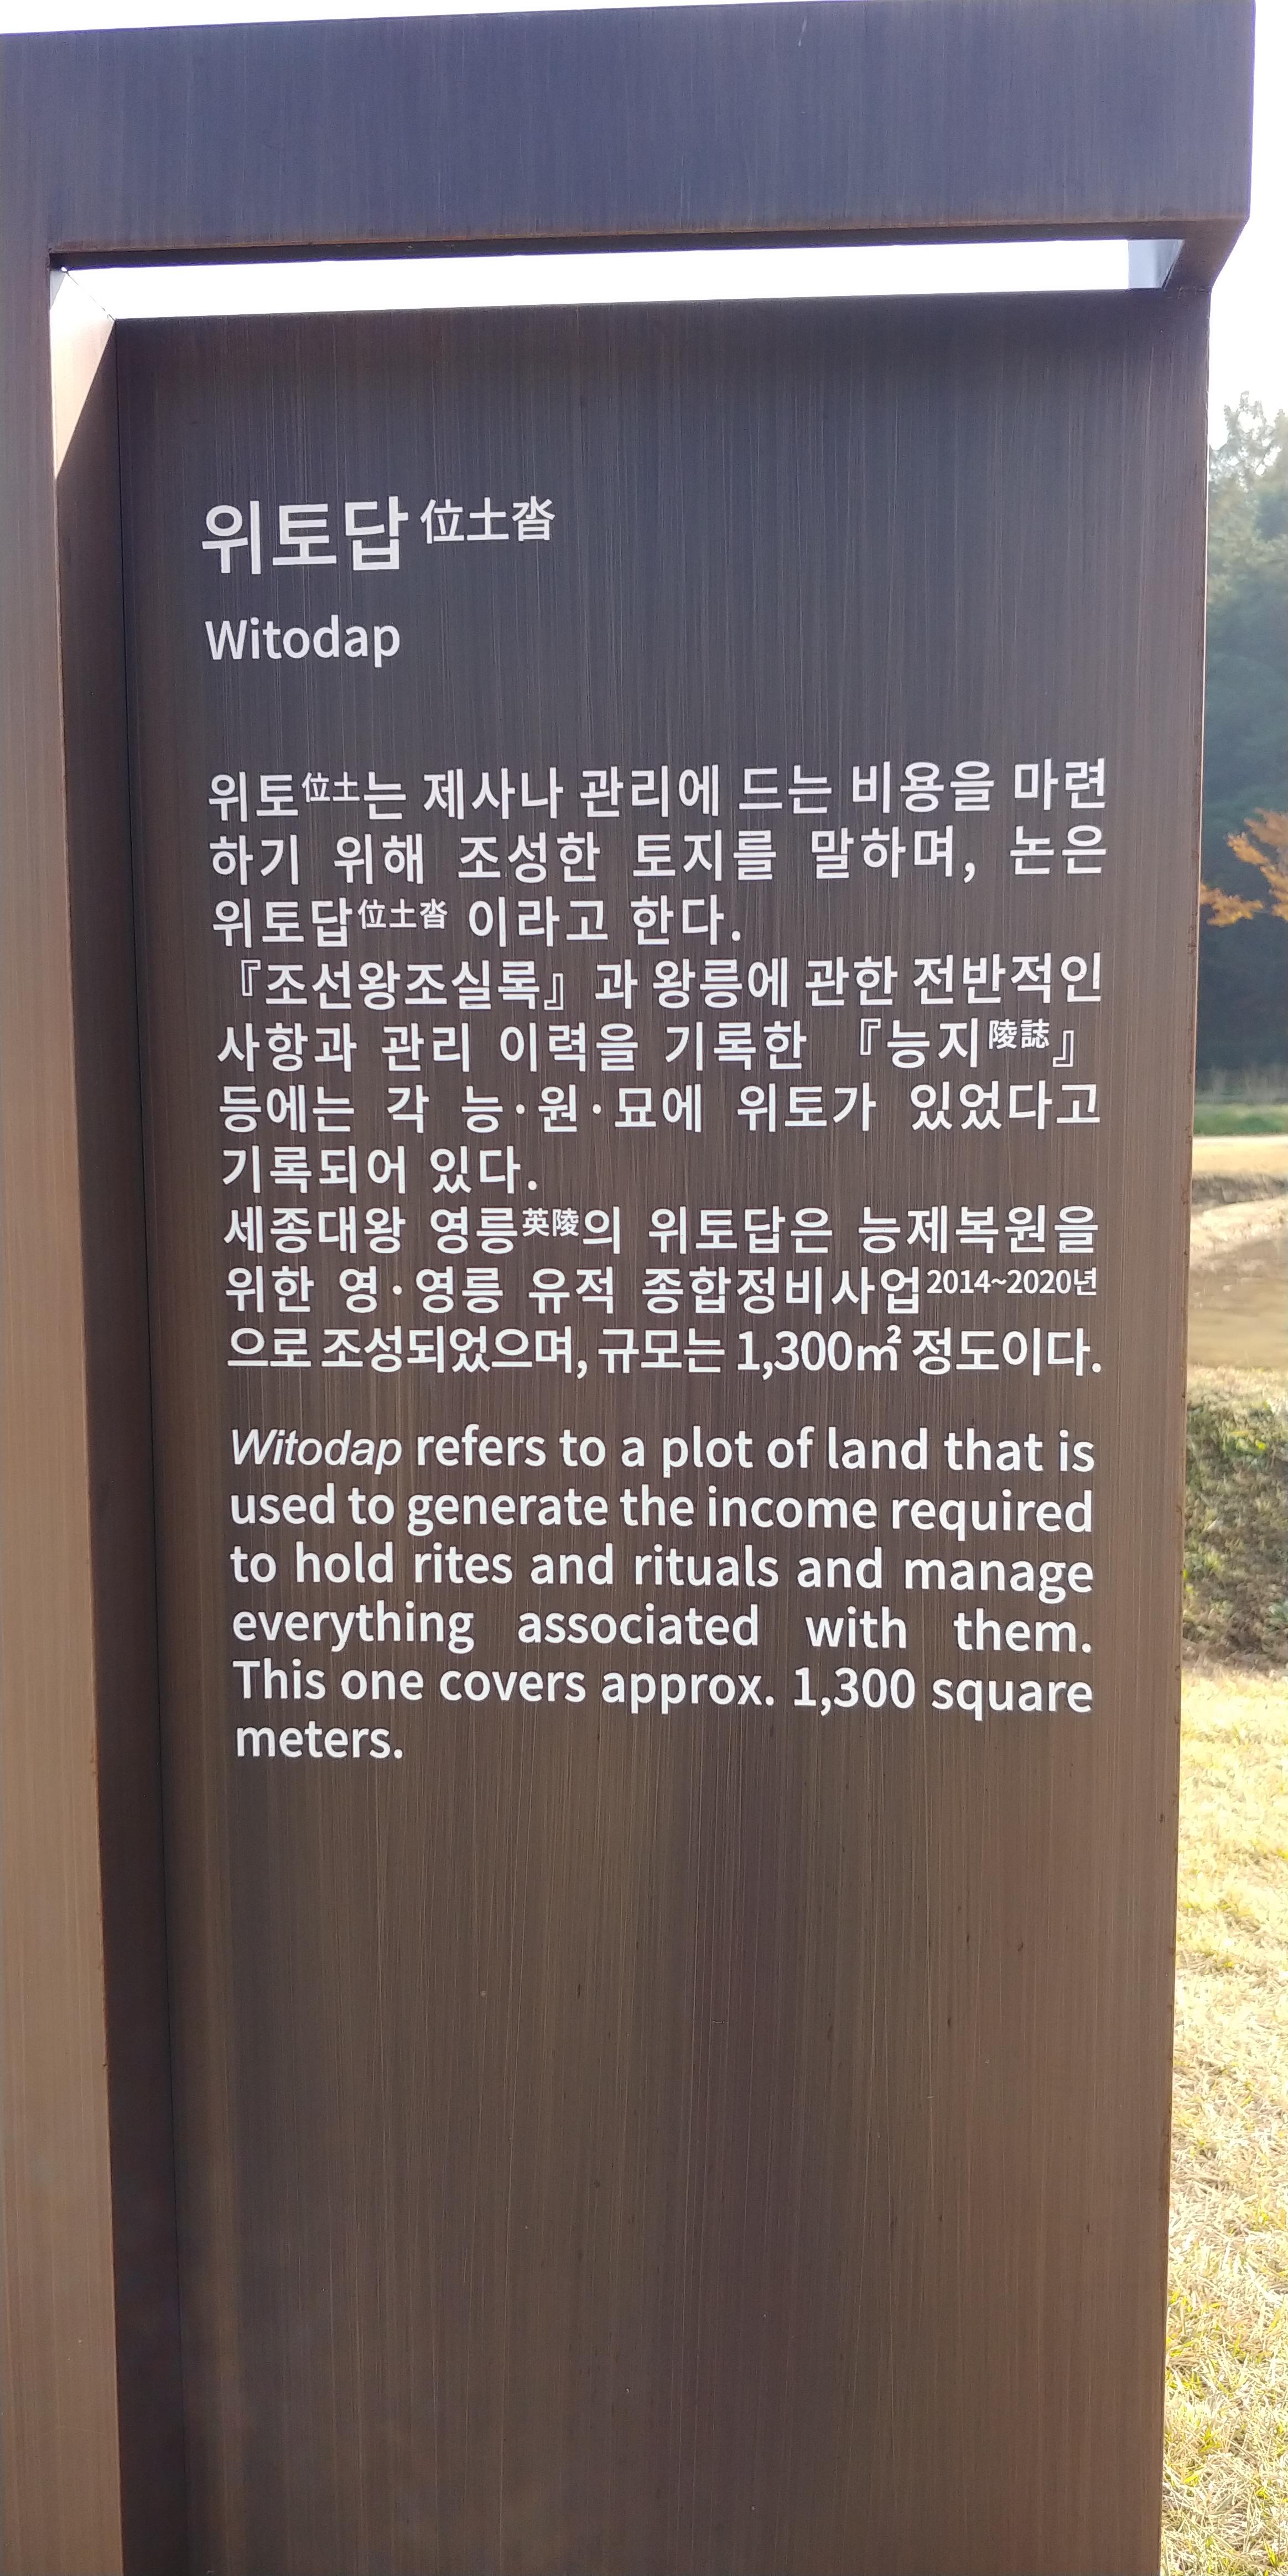 위토답 位土畓
Witodap
위토位土는 제사나 관리에 드는 비용을 마련
하기 위해 조성한 토지를 말하며, 논은
위토답位土畓 이라고 한다.
『조선왕조실록』과 왕릉에 관한 전반적인
사항과 관리 이력을 기록한 『능지陵誌』
등에는 각 능·원·묘에 위토가 있었다고
기록되어 있다.
세종대왕 영릉英陵의 위토답은 능제복원을
위한 영·영릉 유적 종합정비사업2014~2020년
으로 조성되었으며, 규모는 1,300㎡ 정도이다.
Witodap refers to a plot of land that is
used to generate the income required
to hold rites and rituals and manage
everything associated with them.
This one covers approx. 1,300 square
meters.